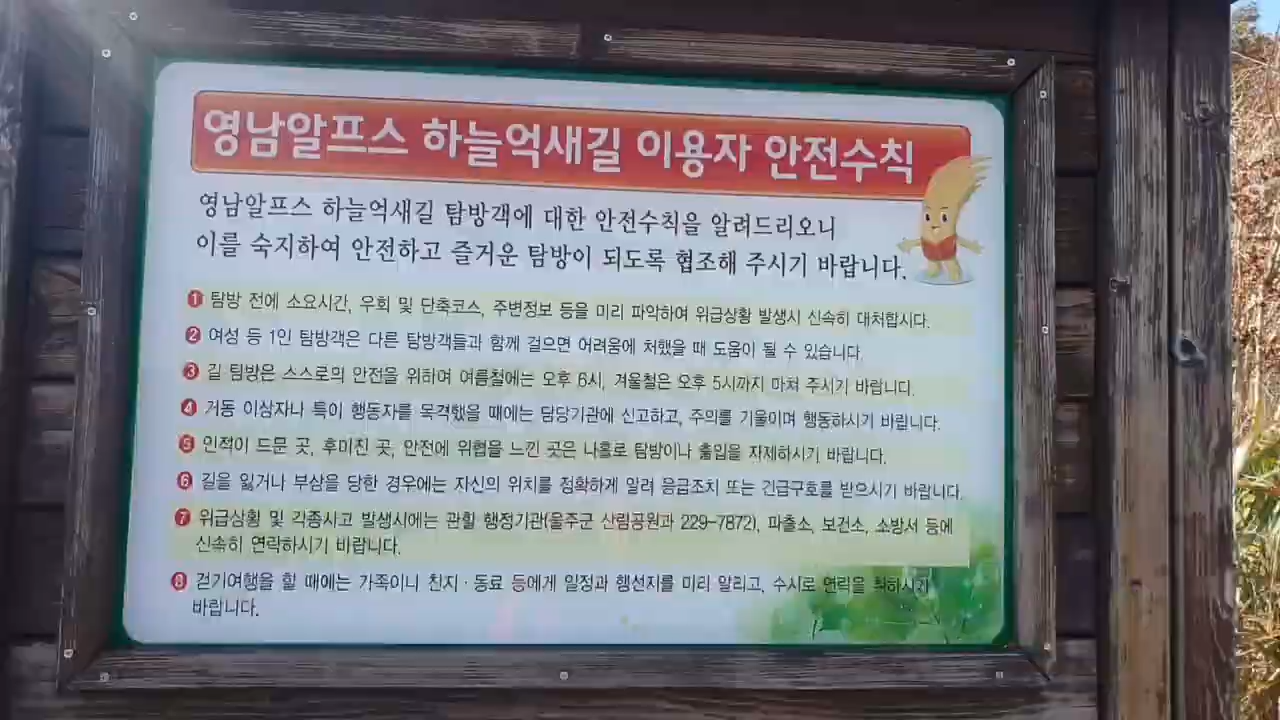 영남알프스 하늘억새길 이용자 안전수칙
영남알프스 하늘억새길 탐방객에 대한 안전수칙을 알려드리오니
이를 숙지하여 안전하고 즐거운 탐방이 되도록 협조해 주시기 바랍니다.
1 탐방 전에 소요시간, 우회 및 단축코스, 주변정보 등을 미리 파악하여 위급상황 발생시 신속히 대처합시다.
2 여성 등 1인 탐방객은 다른 탐방객들과 함께 걸으면 어려움에 처했을 때 도움이 될 수 있습니다.
3 길 탐방은 스스로의 안전을 위하여 여름철에는 오후 6시, 겨울철은 오후 5시까지 마쳐 주시기 바랍니다.
4 거동 이상자나 특이 행동자를 목격했을 때에는 담당기관에 신고하고, 주의를 기울이며 행동하시기 바랍니다.
5 인적이 드문 곳, 후미진 곳, 안전에 위협을 느낀 곳은 나홀로 탐방이나 출입을 자제하시기 바랍니다.
6 길을 잃거나 부상을 당한 경우에는 자신의 위치를 정확하게 알려 응급조치 또는 긴급구호를 받으시기 바랍니다.
7 위급상황 및 각종사고 발생시에는 관할 행정기관(울주군 산림공원과 229-7872), 파출소, 보건소, 소방서 등에
신속히 연락하시기 바랍니다.
8 걷기여행을 할 때에는 가족이나 친지·동료 등에게 일정과 행선지를 미리 알리고, 수시로 연락을 취하시기
바랍니다.